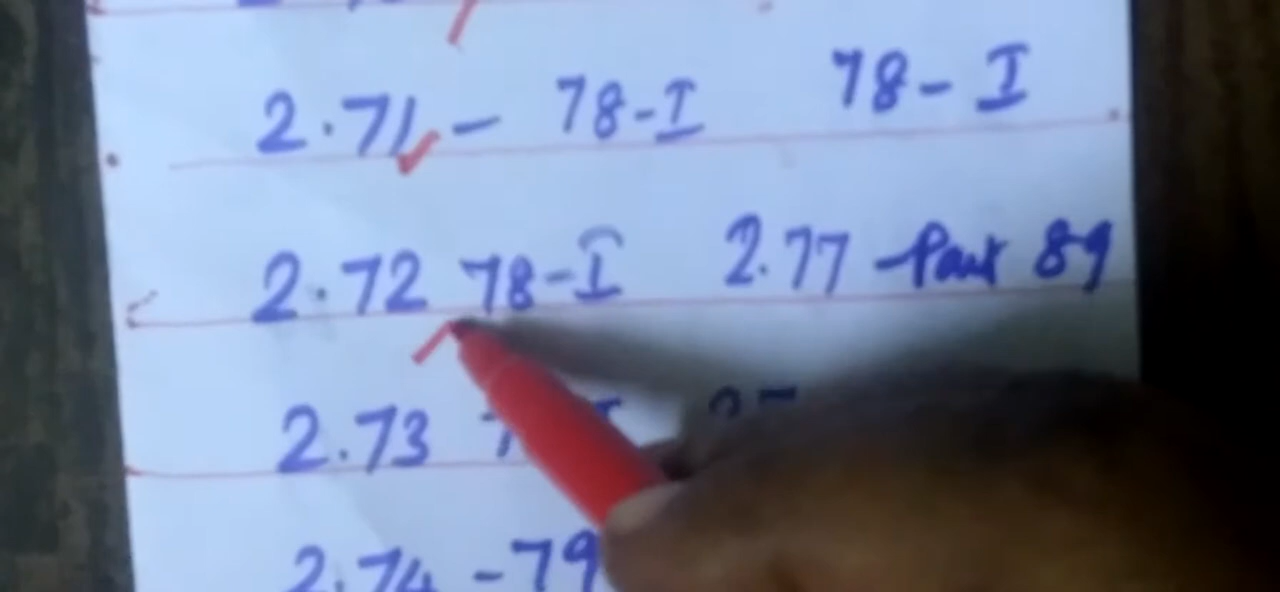 2.71 - 78-I 78-I
2.72 78-I 2.77 - Part 89
2.73
2.74 - 79